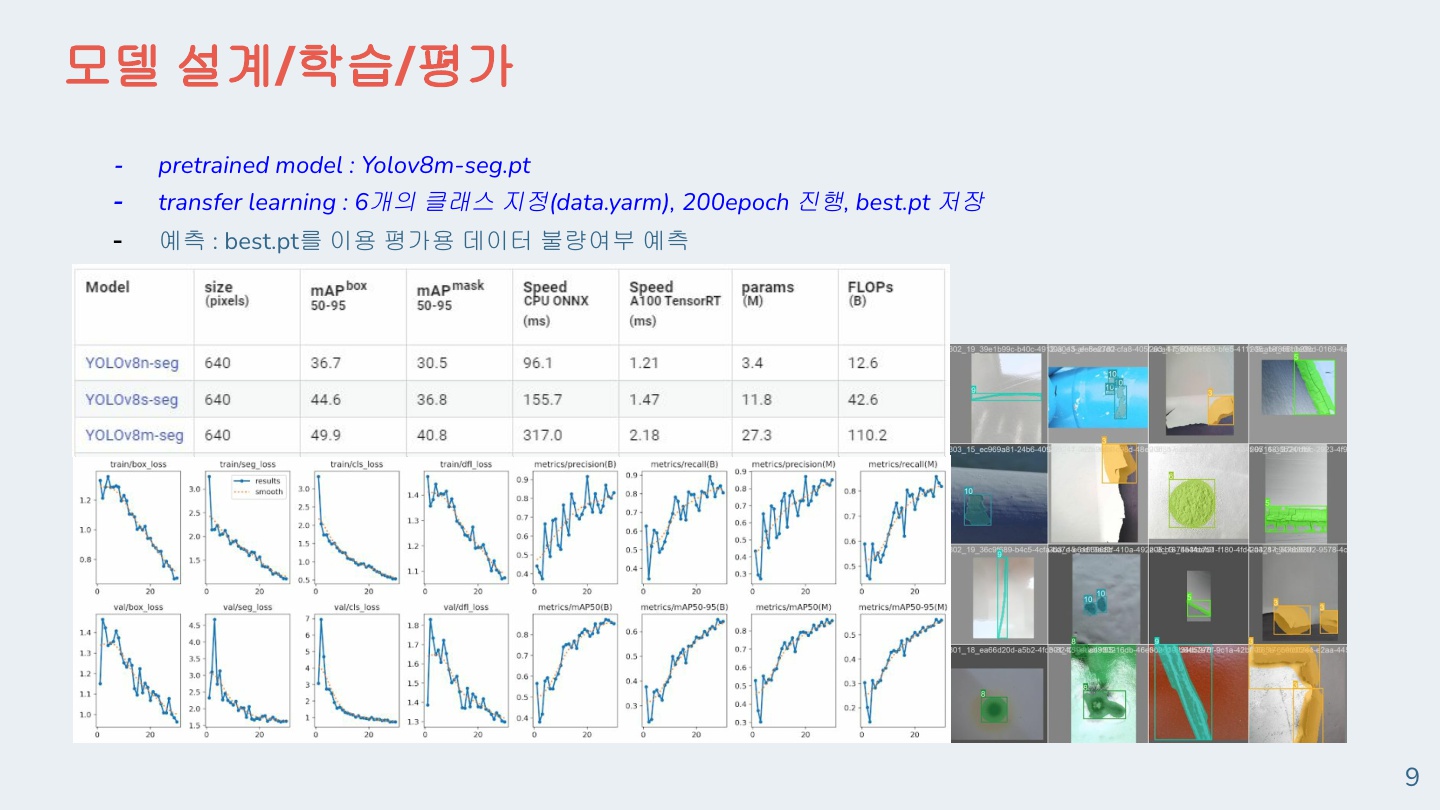 모델 설계/학습/평가
- pretrained model : Yolov8m-seg.pt
- transfer learning : 6개의 클래스 지정(data.yarm), 200epoch 진행, best.pt 저장
- 예측 : best.pt를 이용 평가용 데이터 불량여부 예측
Model size (pixels) mAP box 50-95 mAP mask 50-95 Speed CPU ONNX (ms) Speed A100 TensorRT (ms) params (M) FLOPs (B)
YOLOv8n-seg 640 36.7 30.5 96.1 1.21 3.4 12.6
YOLOv8s-seg 640 44.6 36.8 155.7 1.47 11.8 42.6
YOLOv8m-seg 640 49.9 40.8 317.0 2.18 27.3 110.2
train/box_loss train/seg_loss train/cls_loss train/dfl_loss metrics/precision(B) metrics/recall(B) metrics/precision(M) metrics/recall(M)
results
smooth
1.2 1.0 0.8
3.0 2.5 2.0 1.5
3.0 2.5 2.0 1.5 1.0 0.5
1.4 1.3 1.2 1.1
0.9 0.8 0.7 0.6 0.5 0.4
0.9 0.8 0.7 0.6 0.5 0.4
0.9 0.8 0.7 0.6 0.5 0.4 0.3
0.8 0.7 0.6 0.5
0 20 0 20 0 20 0 20 0 20 0 20 0 20 0 20
val/box_loss val/seg_loss val/cls_loss val/dfl_loss metrics/mAP50(B) metrics/mAP50-95(B) metrics/mAP50(M) metrics/mAP50-95(M)
1.4 1.3 1.2 1.1 1.0
4.5 4.0 3.5 3.0 2.5 2.0 1.5
7 6 5 4 3 2 1
1.8 1.7 1.6 1.5 1.4 1.3
0.8 0.7 0.6 0.5 0.4
0.6 0.5 0.4 0.3
0.8 0.7 0.6 0.5 0.4 0.3
0.5 0.4 0.3 0.2
0 20 0 20 0 20 0 20 0 20 0 20 0 20 0 20
10
10
10 10
8
8
9
9